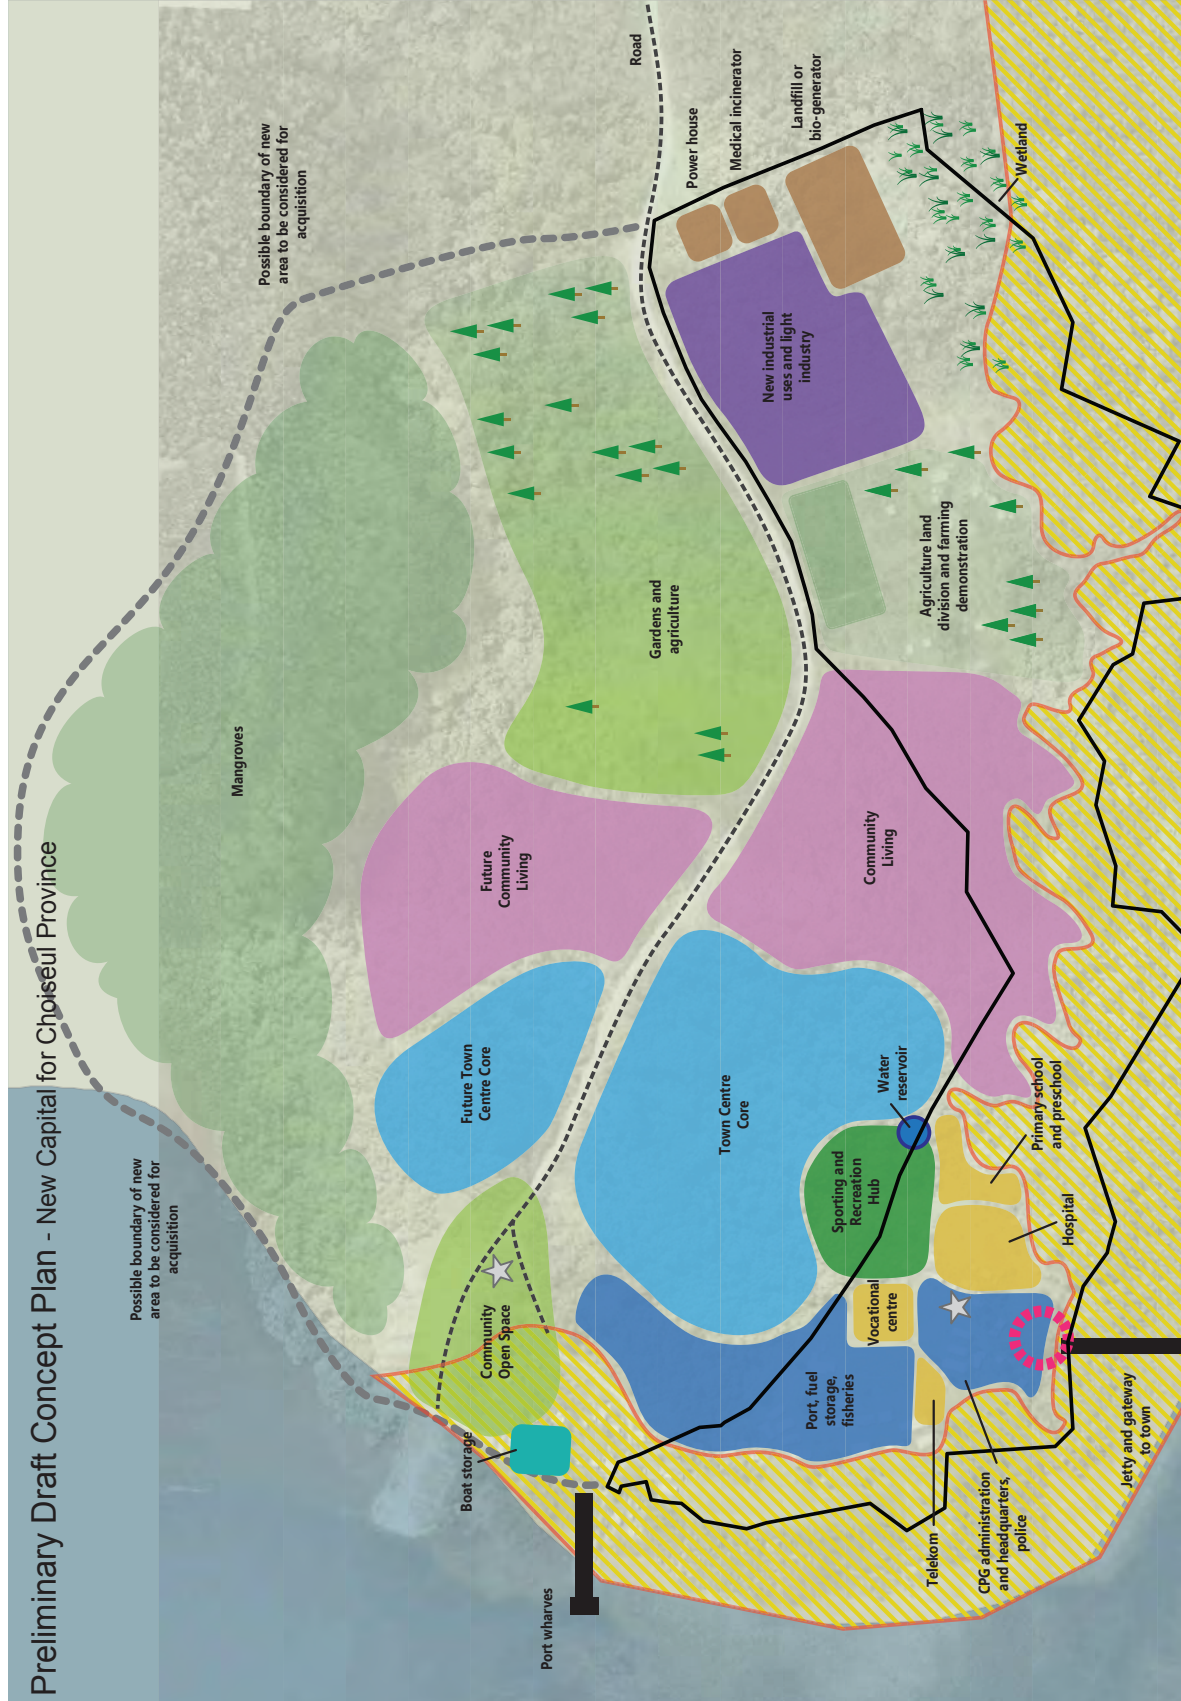 Preliminary Draft Concept Plan - New Capital for Choiseul Province
Possible boundary of new
area to be considered for
acquisition
Possible boundary of new
area to be considered for
acquisition
Mangroves
Road
Power house
Medical incinerator
Landfill or
bio-generator
Wetland
New industrial
uses and light
industry
Gardens and
agriculture
Agriculture land
division and farming
demonstration
Future
Community
Living
Community
Living
Future Town
Centre Core
Town Centre
Core
Water
reservoir
Primary school
and preschool
Sporting and
Recreation
Hub
Hospital
Community
Open Space
Vocational
centre
Port, fuel
storage,
fisheries
Boat storage
Port wharves
Telekom
CPG administration
and headquarters,
police
Jetty and gateway
to town